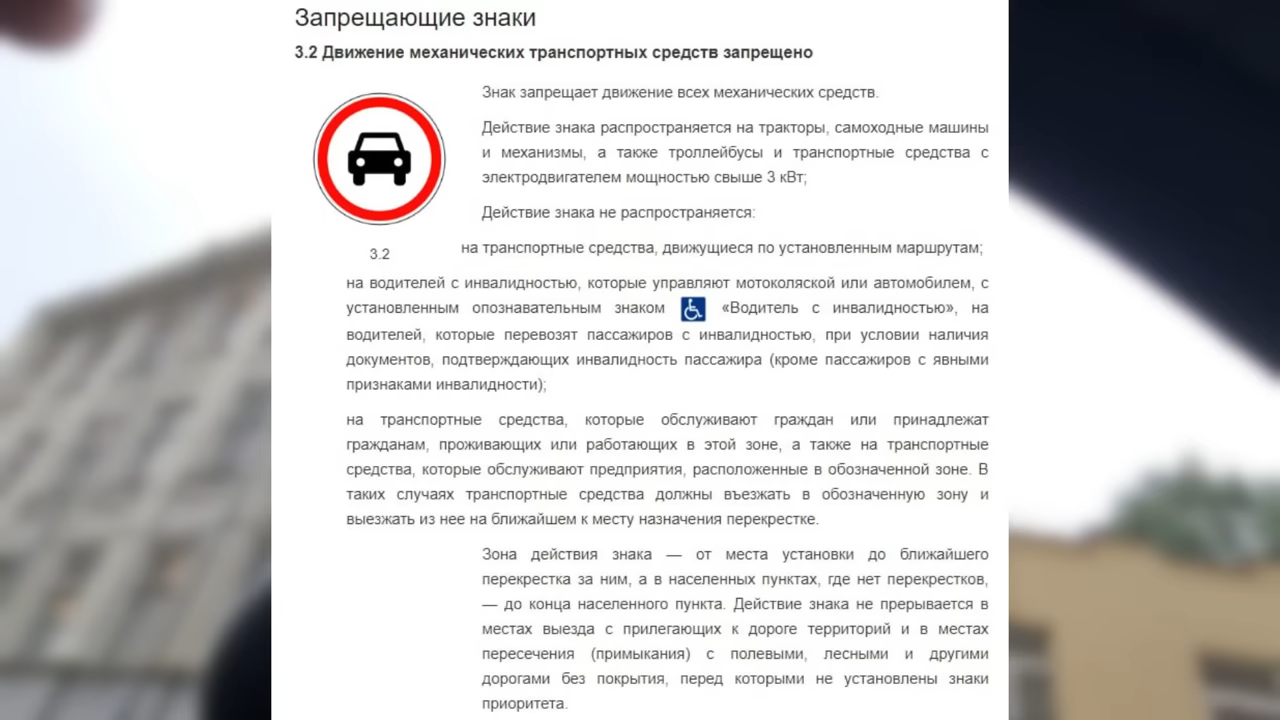 Запрещающие знаки
3.2 Движение механических транспортных средств запрещено
Знак запрещает движение всех механических средств.
Действие знака распространяется на тракторы, самоходные машины
и механизмы, а также троллейбусы и транспортные средства с
электродвигателем мощностью свыше 3 кВт;
Действие знака не распространяется:
3.2
на транспортные средства, движущиеся по установленным маршрутам;
на водителей с инвалидностью, которые управляют мотоколяской или автомобилем, с
установленным опознавательным знаком «Водитель с инвалидностью», на
водителей, которые перевозят пассажиров с инвалидностью, при условии наличия
документов, подтверждающих инвалидность пассажира (кроме пассажиров с явными
признаками инвалидности);
на транспортные средства, которые обслуживают граждан или принадлежат
гражданам, проживающих или работающих в этой зоне, а также на транспортные
средства, которые обслуживают предприятия, расположенные в обозначенной зоне. В
таких случаях транспортные средства должны въезжать в обозначенную зону и
выезжать из нее на ближайшем к месту назначения перекрестке.
Зона действия знака — от места установки до ближайшего
перекрестка за ним, а в населенных пунктах, где нет перекрестков,
— до конца населенного пункта. Действие знака не прерывается в
местах выезда с прилегающих к дороге территорий и в местах
пересечения (примыкания) с полевыми, лесными и другими
дорогами без покрытия, перед которыми не установлены знаки
приоритета.